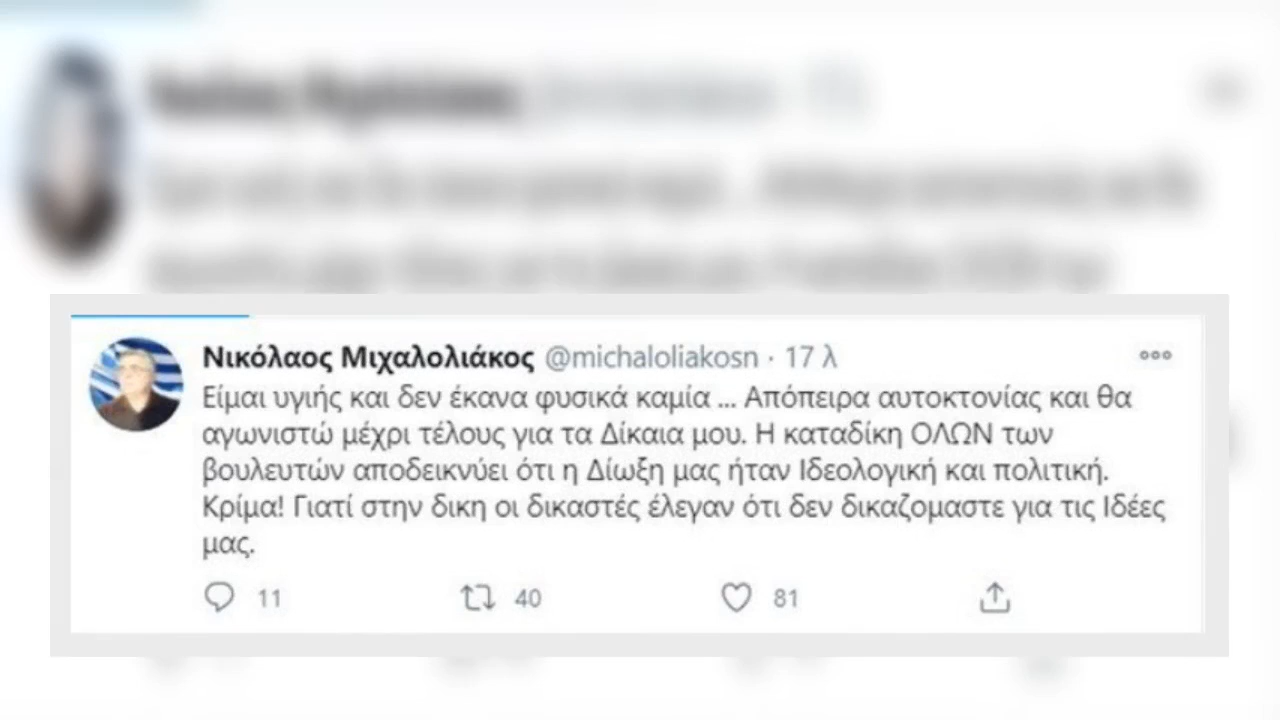 Νικόλαος Μιχαλολιάκος @michaloliakosn · 17 λ
Είμαι υγιής και δεν έκανα φυσικά καμία ... Απόπειρα αυτοκτονίας και θα
αγωνιστώ μέχρι τέλους για τα Δίκαια μου. Η καταδίκη ΟΛΩΝ των
βουλευτών αποδεικνύει ότι η Δίωξη μας ήταν Ιδεολογική και πολιτική.
Κρίμα! Γιατί στην δικη οι δικαστές έλεγαν ότι δεν δικαζομαστε για τις Ιδέες
μας.
11 40 81